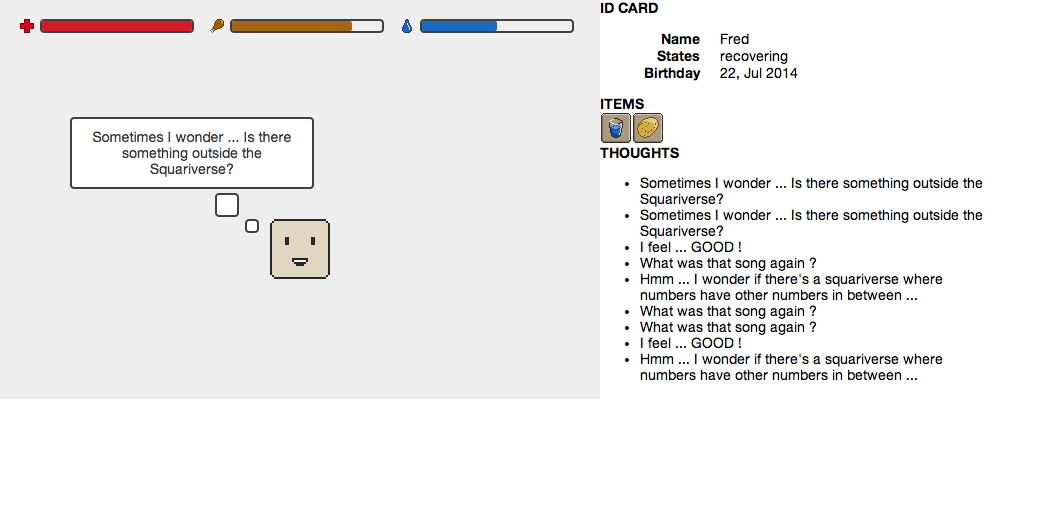 Sometimes I wonder ... Is there
something outside the
Squariverse?
ID CARD
Name Fred
States recovering
Birthday 22, Jul 2014
ITEMS
THOUGHTS
• Sometimes I wonder ... Is there something outside the
Squariverse?
• Sometimes I wonder ... Is there something outside the
Squariverse?
• I feel ... GOOD !
• What was that song again ?
• Hmm ... I wonder if there's a squariverse where
numbers have other numbers in between ...
• What was that song again ?
• What was that song again ?
• I feel ... GOOD !
• Hmm ... I wonder if there's a squariverse where
numbers have other numbers in between ...